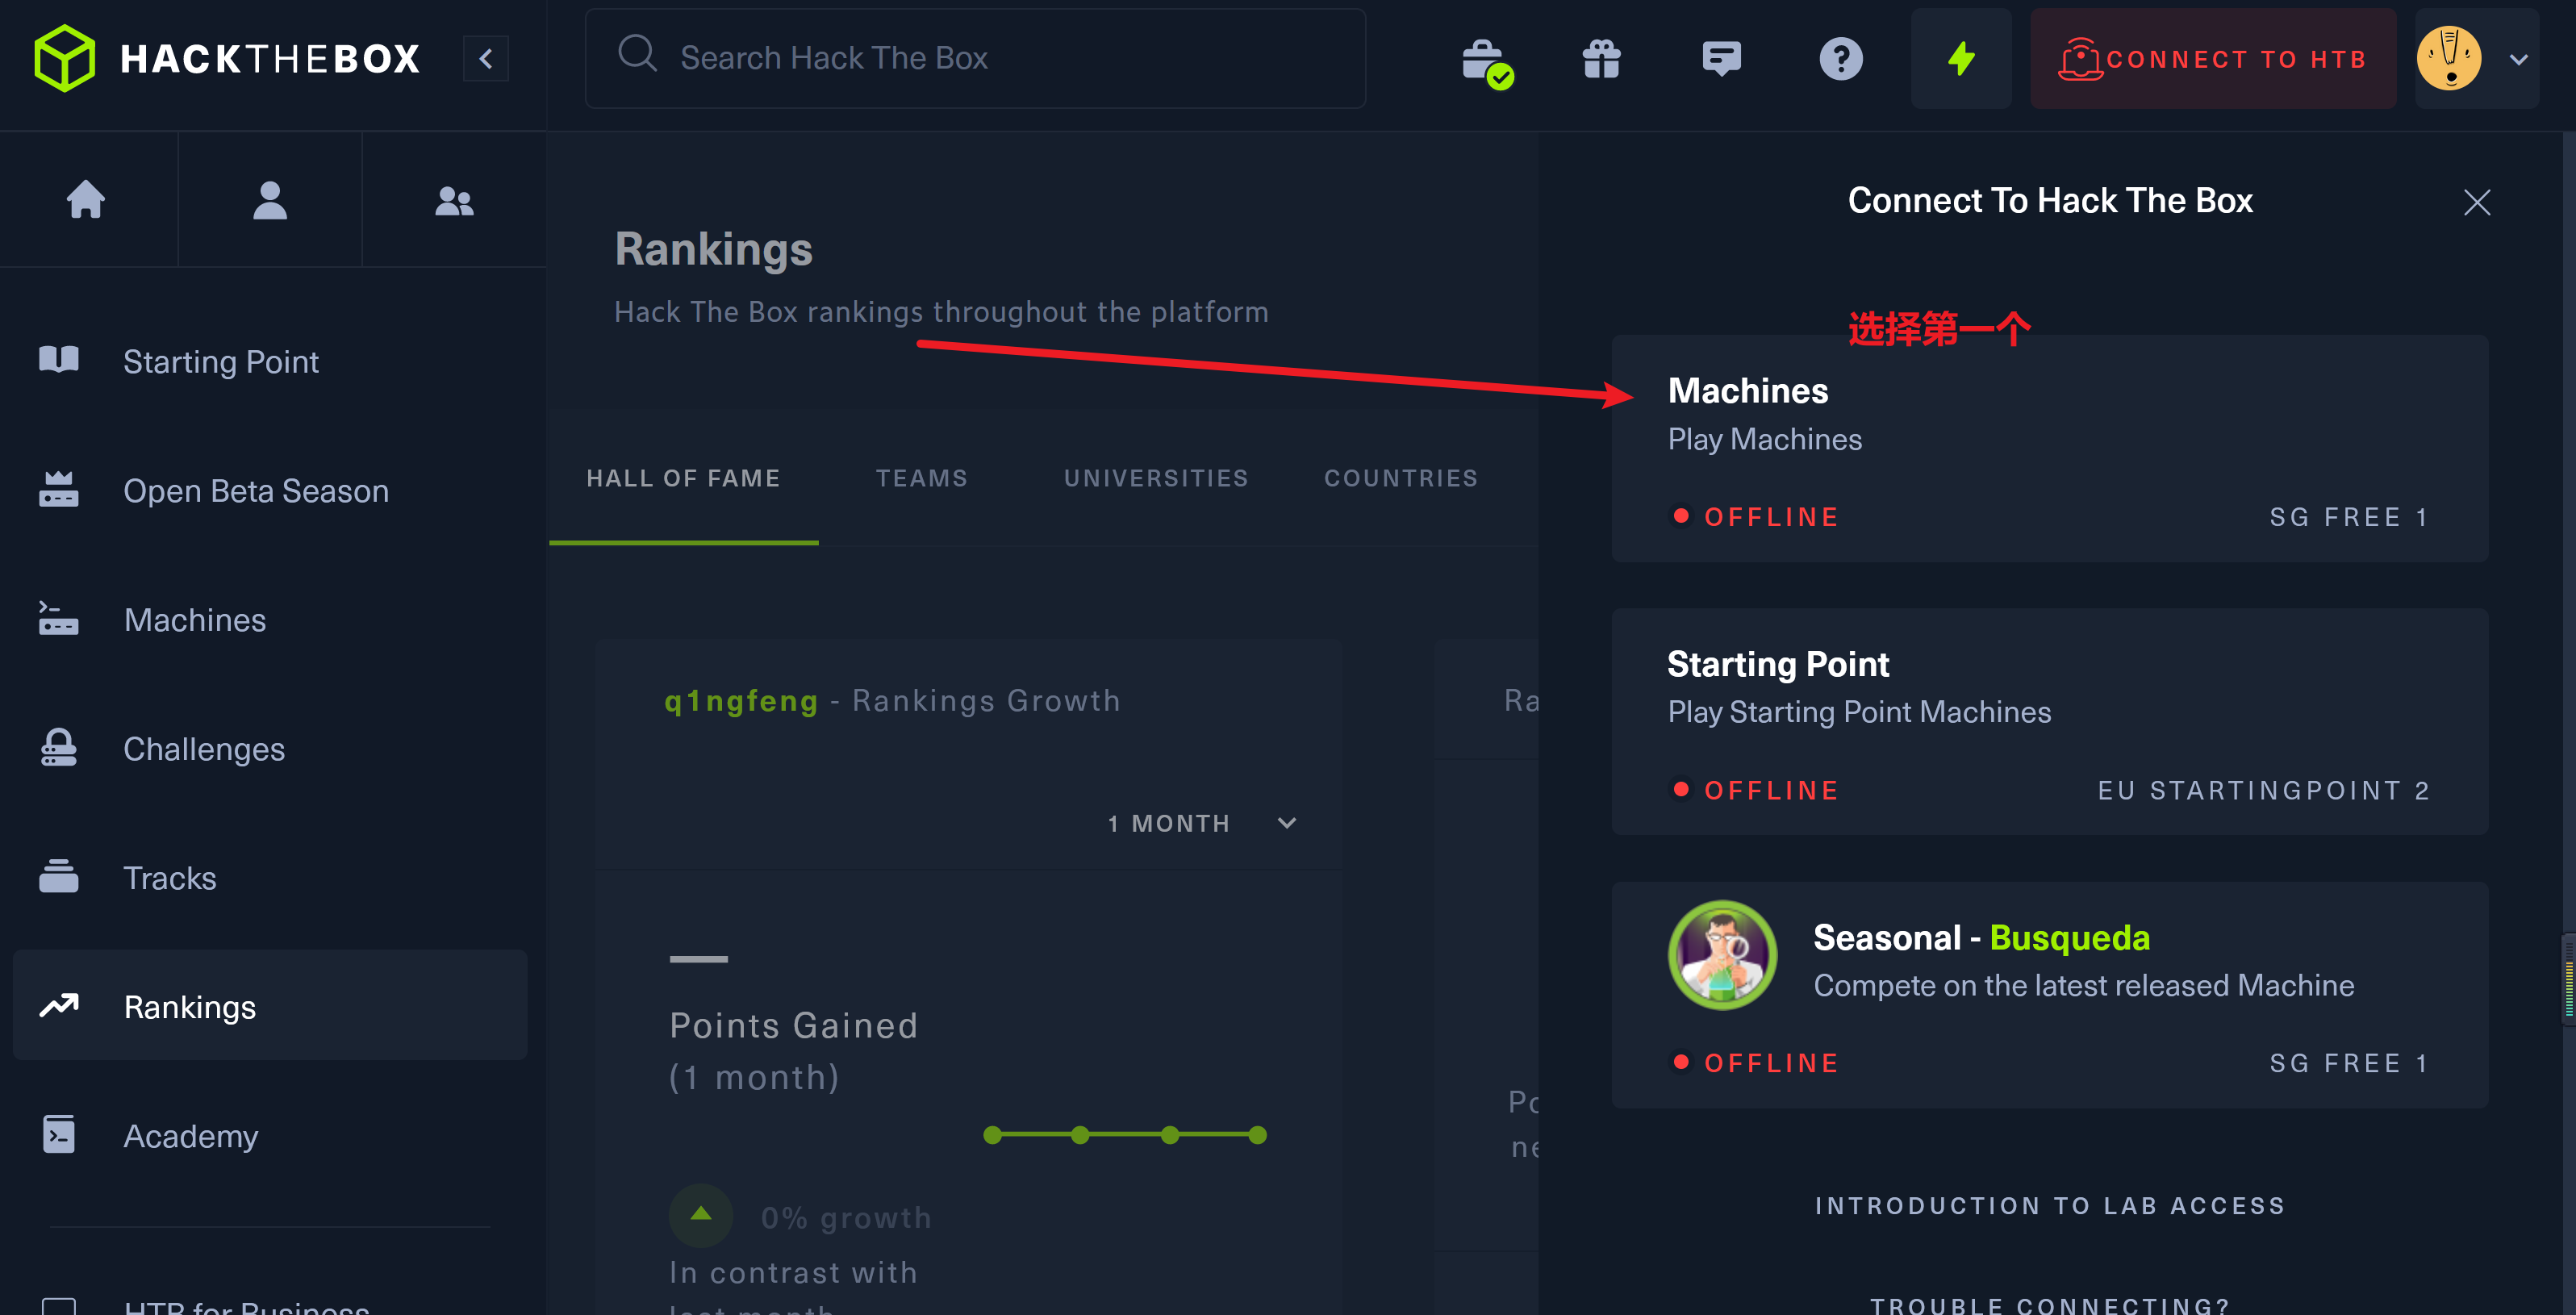 HACKTHEBOX
Search Hack The Box
CONNECT TO HTB
Starting Point
Open Beta Season
Machines
Challenges
Tracks
Rankings
Academy
HTB for Business
Rankings
Hack The Box rankings throughout the platform
HALL OF FAME
TEAMS
UNIVERSITIES
COUNTRIES
q1ngfeng - Rankings Growth
1 MONTH
Points Gained
(1 month)
0% growth
In contrast with
last month
Ra
Po
ne
Connect To Hack The Box
选择第一个
Machines
Play Machines
OFFLINE
SG FREE 1
Starting Point
Play Starting Point Machines
OFFLINE
EU STARTINGPOINT 2
Seasonal - Busqueda
Compete on the latest released Machine
OFFLINE
SG FREE 1
INTRODUCTION TO LAB ACCESS
TROUBLE CONNECTING?